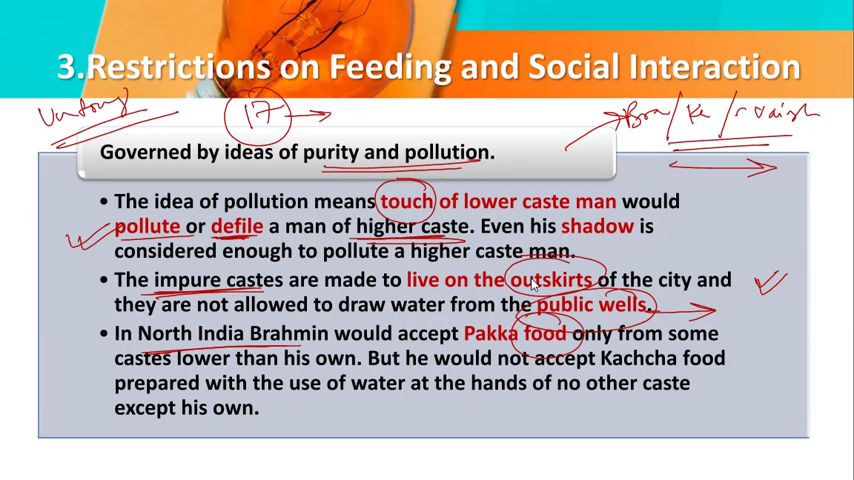 3.Restrictions on Feeding and Social Interaction
17
Governed by ideas of purity and pollution.
• The idea of pollution means touch of lower caste man would
pollute or defile a man of higher caste. Even his shadow is
considered enough to pollute a higher caste man.
• The impure castes are made to live on the outskirts of the city and
they are not allowed to draw water from the public wells.
• In North India Brahmin would accept Pakka food only from some
castes lower than his own. But he would not accept Kachcha food
prepared with the use of water at the hands of no other caste
except his own.